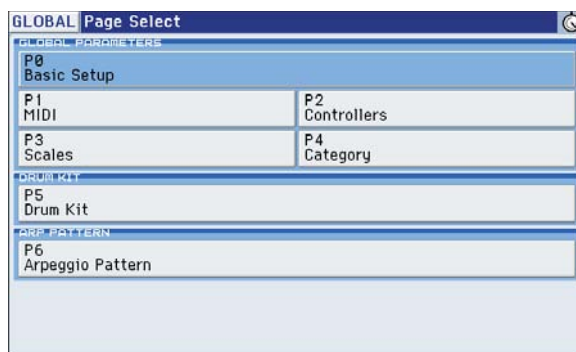 GLOBAL Page Select
GLOBAL PARAMETERS
P0
Basic Setup
P1
MIDI
P2
Controllers
P3
Scales
P4
Category
DRUM KIT
P5
Drum Kit
ARP PATTERN
P6
Arpeggio Pattern